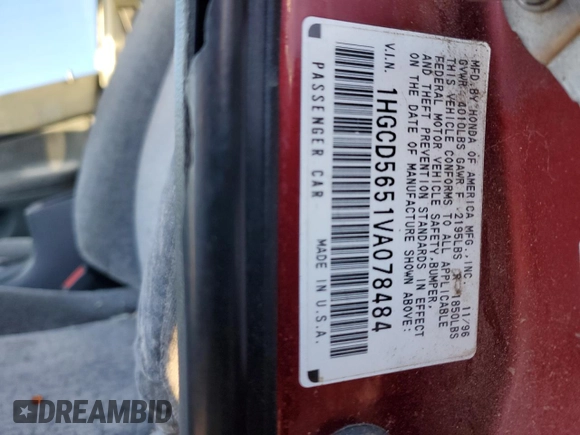 MFD. BY HONDA OF AMERICA MFG., INC. 11/96
GVWR 4010LBS GAWR F 2195LBS R 1850LBS
THIS VEHICLE CONFORMS TO ALL APPLICABLE
FEDERAL MOTOR VEHICLE SAFETY, BUMPER,
AND THEFT PREVENTION STANDARDS IN EFFECT
ON THE DATE OF MANUFACTURE SHOWN ABOVE:
V.I.N. 1HGCD5651VA078484
PASSENGER CAR MADE IN U.S.A.
DREAMBID